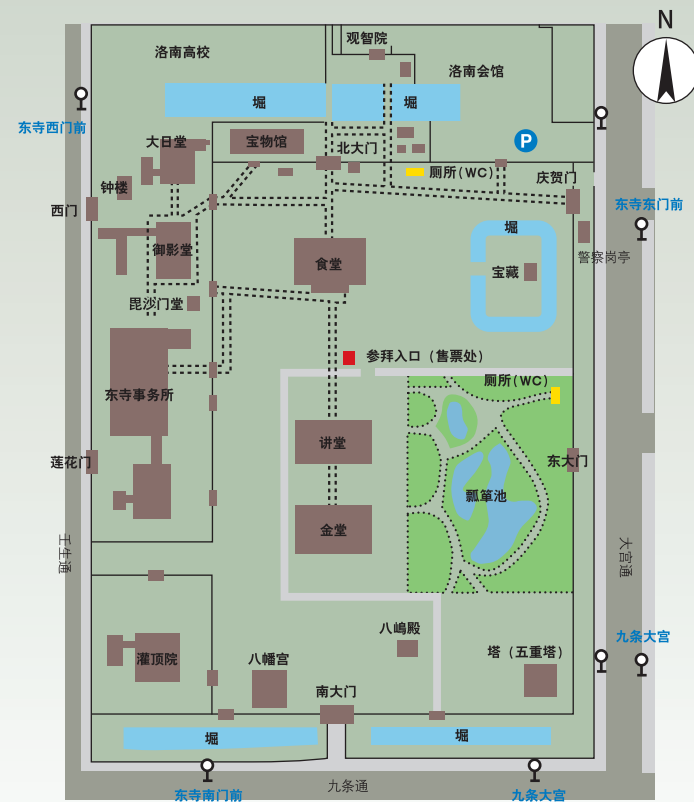 N
观智院
洛南高校
洛南会馆
堀
堀
东寺西门前
大日堂
宝物馆
北大门
P
厕所(WC)
庆贺门
钟楼
西门
东寺东门前
堀
御影堂
食堂
宝藏
警察岗亭
毘沙门堂
参拜入口（售票处）
厕所(WC)
东寺事务所
讲堂
莲花门
东大门
瓢箪池
金堂
壬生通
大宫通
八嶋殿
九条大宫
灌顶院
八幡宫
塔（五重塔）
南大门
堀
堀
九条通
东寺南门前
九条大宫